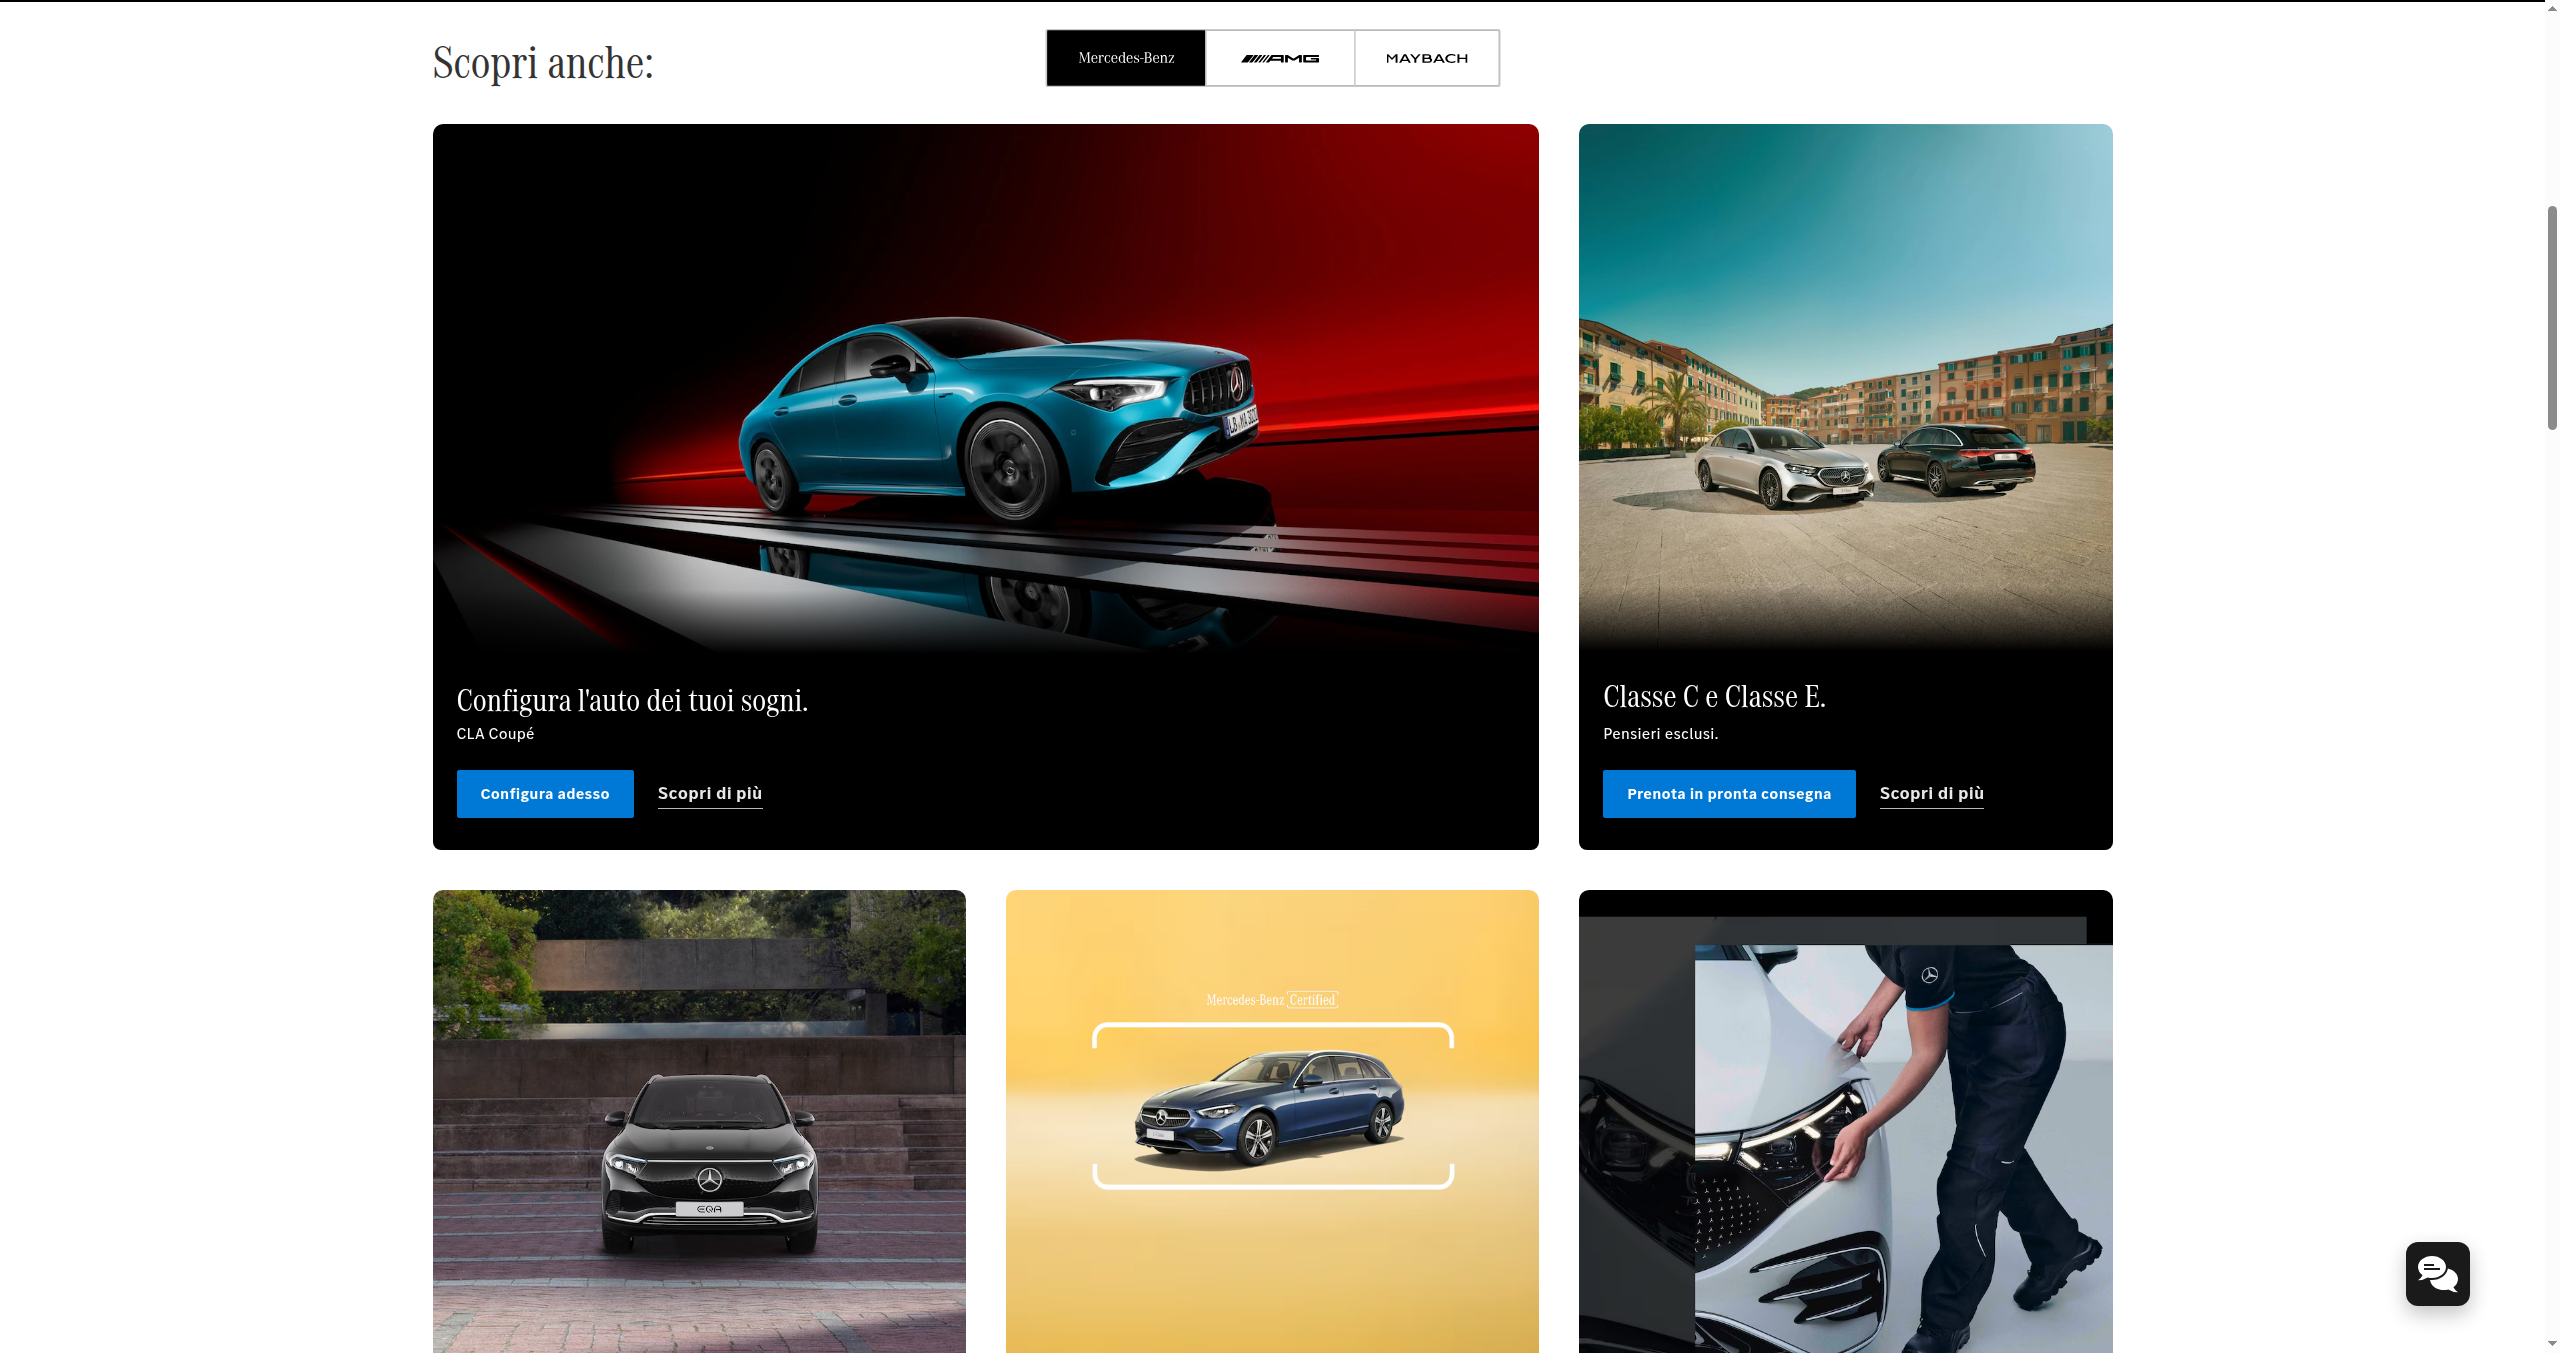 Scopri anche:
Mercedes-Benz
AMG
MAYBACH
Configura l'auto dei tuoi sogni.
CLA Coupé
Configura adesso
Scopri di più
Classe C e Classe E.
Pensieri esclusi.
Prenota in pronta consegna
Scopri di più
EQA
Mercedes-Benz Certified